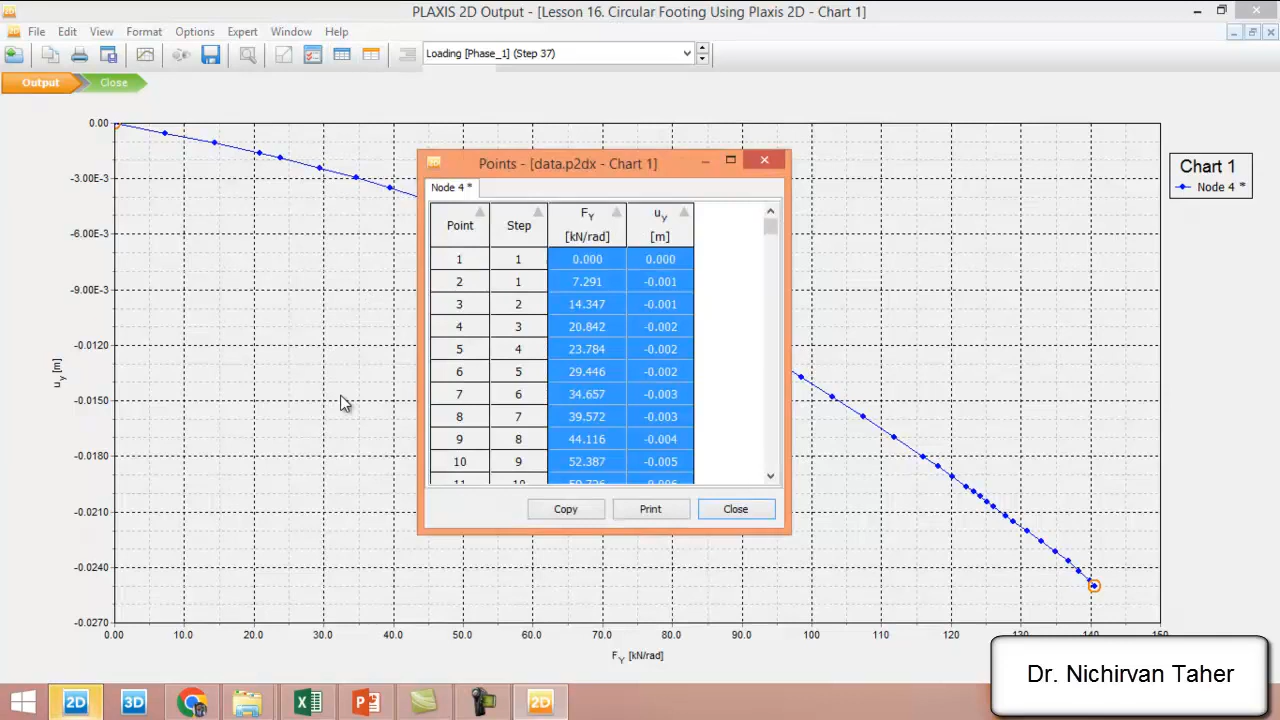 PLAXIS 2D Output - [Lesson 16. Circular Footing Using Plaxis 2D - Chart 1]
File Edit View Format Options Expert Window Help
Loading [Phase_1] (Step 37)
Output Close
Chart 1
Node 4 *
0.00
-3.00E-3
-6.00E-3
-9.00E-3
-0.0120
-0.0150
-0.0180
-0.0210
-0.0240
-0.0270
uy [m]
0.00 10.0 20.0 30.0 40.0 50.0 60.0 70.0 80.0 90.0 100 110 120 130 140 150
FY [kN/rad]
Points - [data.p2dx - Chart 1]
Node 4 *
Point Step FY [kN/rad] uy [m]
1 1 0.000 0.000
2 1 7.291 -0.001
3 2 14.347 -0.001
4 3 20.842 -0.002
5 4 23.784 -0.002
6 5 29.446 -0.002
7 6 34.657 -0.003
8 7 39.572 -0.003
9 8 44.116 -0.004
10 9 52.387 -0.005
11 10
Copy Print Close
2D 3D 2D
Dr. Nichirvan Taher